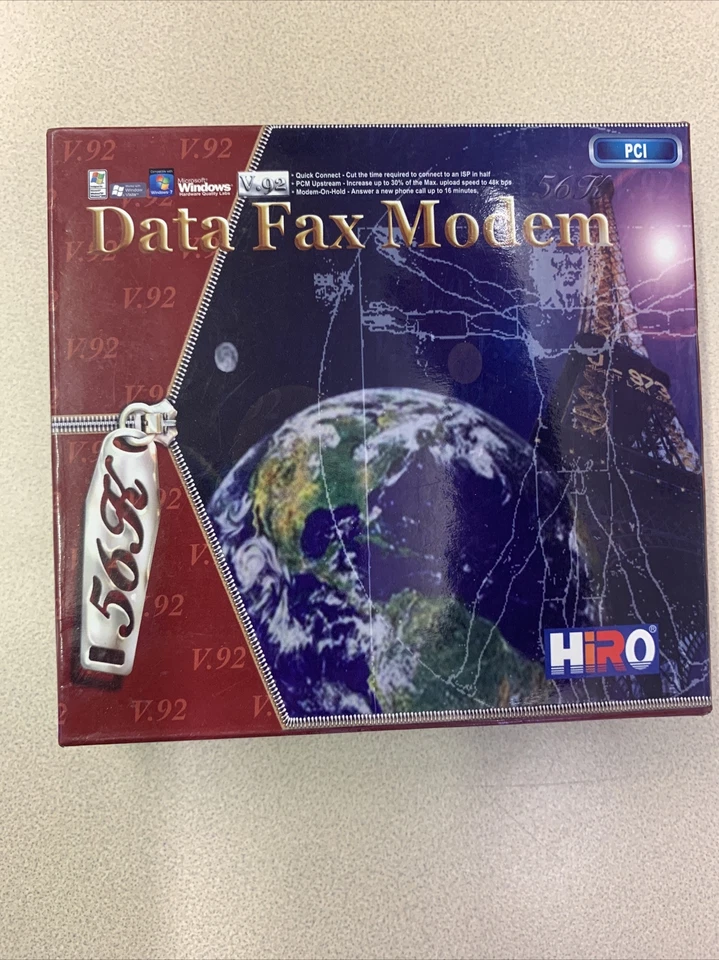 V.92
V.92
PCI
Microsoft
Windows
Hardware Quality Labs
V.92
• Quick Connect - Cut the time required to connect to an ISP in half
• PCM Upstream - Increase up to 30% of the Max. upload speed to 48k bps
• Modem-On-Hold - Answer a new phone call up to 16 minutes.
56K
Data Fax Modem
V.92
V.92
V.92
V.92
56K
V.92
V.92
HiRO®